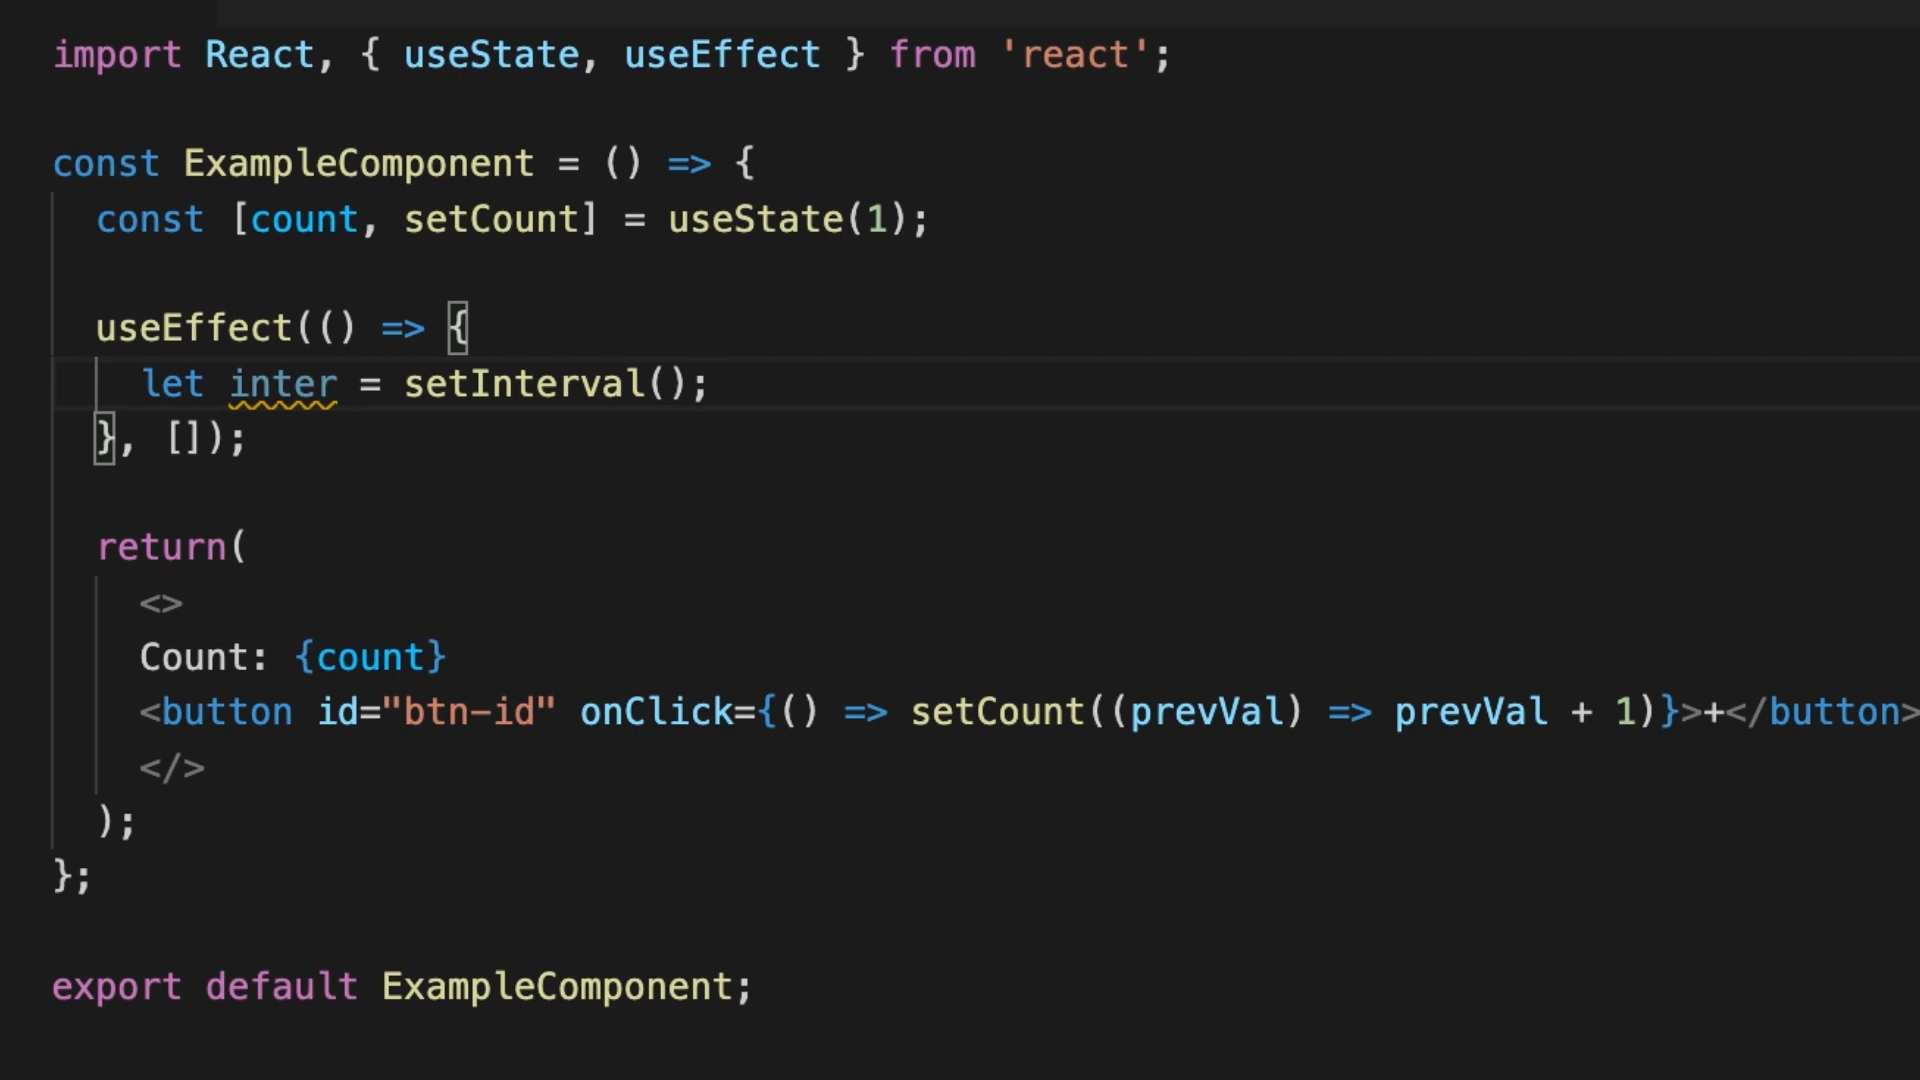 import React, { useState, useEffect } from 'react';
const ExampleComponent = () => {
const [count, setCount] = useState(1);
useEffect(() => {
let inter = setInterval();
}, []);
return(
<>
Count: {count}
<button id="btn-id" onClick={() => setCount((prevVal) => prevVal + 1)}>+</button>
</>
);
};
export default ExampleComponent;